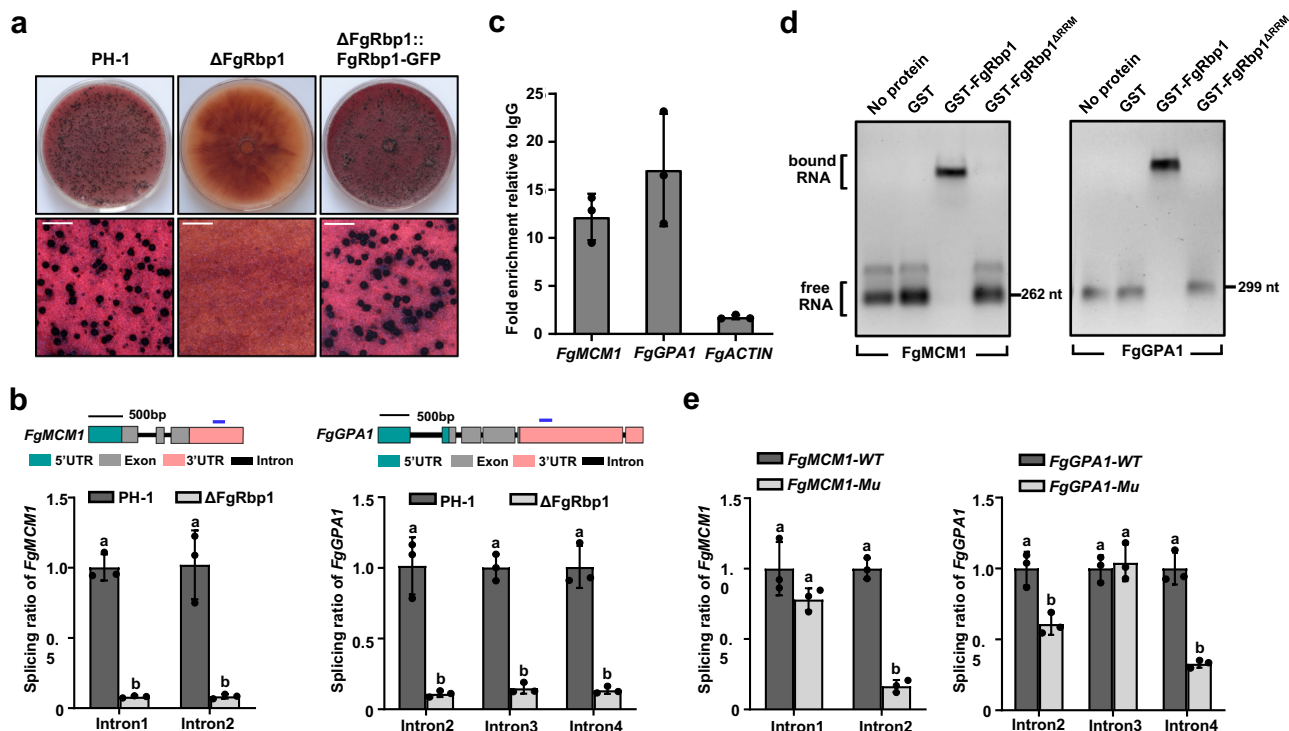 a
PH-1
ΔFgRbp1
ΔFgRbp1::
FgRbp1-GFP
c
Fold enrichment relative to IgG
25
20
15
10
5
0
FgMCM1
FgGPA1
FgACTIN
d
No protein
GST
GST-FgRbp1
GST-FgRbp1ΔRRM
No protein
GST
GST-FgRbp1
GST-FgRbp1ΔRRM
bound
RNA
free
RNA
262 nt
299 nt
FgMCM1
FgGPA1
b
500bp
FgMCM1
5'UTR
Exon
3'UTR
Intron
500bp
FgGPA1
5'UTR
Exon
3'UTR
Intron
Splicing ratio of FgMCM1
PH-1
ΔFgRbp1
1.5
1.0
0.
5
0
a
b
a
b
Intron1
Intron2
Splicing ratio of FgGPA1
PH-1
ΔFgRbp1
1.5
1.0
0.5
0
a
b
a
b
a
b
Intron2
Intron3
Intron4
e
FgMCM1-WT
FgMCM1-Mu
Splicing ratio of FgMCM1
1.5
1.0
0
0.
5
0
a
a
a
b
Intron1
Intron2
FgGPA1-WT
FgGPA1-Mu
Splicing ratio of FgGPA1
1.5
1.0
0.
5
0
a
b
a
a
a
b
Intron2
Intron3
Intron4